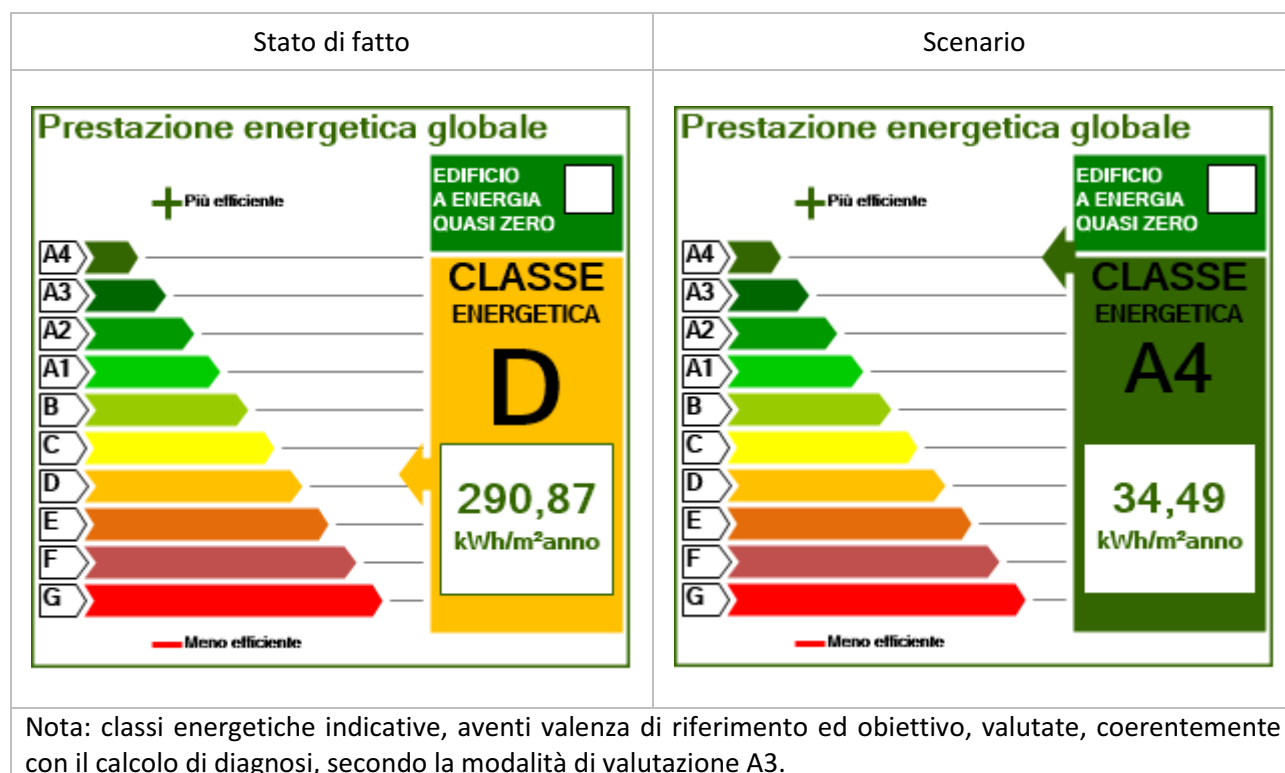 Stato di fatto
Scenario
Prestazione energetica globale
Più efficiente
EDIFICIO
A ENERGIA
QUASI ZERO
A4
A3
A2
A1
B
C
D
E
F
G
CLASSE
ENERGETICA
D
290,87
kWh/m²anno
Meno efficiente
Prestazione energetica globale
Più efficiente
EDIFICIO
A ENERGIA
QUASI ZERO
A4
A3
A2
A1
B
C
D
E
F
G
CLASSE
ENERGETICA
A4
34,49
kWh/m²anno
Meno efficiente
Nota: classi energetiche indicative, aventi valenza di riferimento ed obiettivo, valutate, coerentemente
con il calcolo di diagnosi, secondo la modalità di valutazione A3.